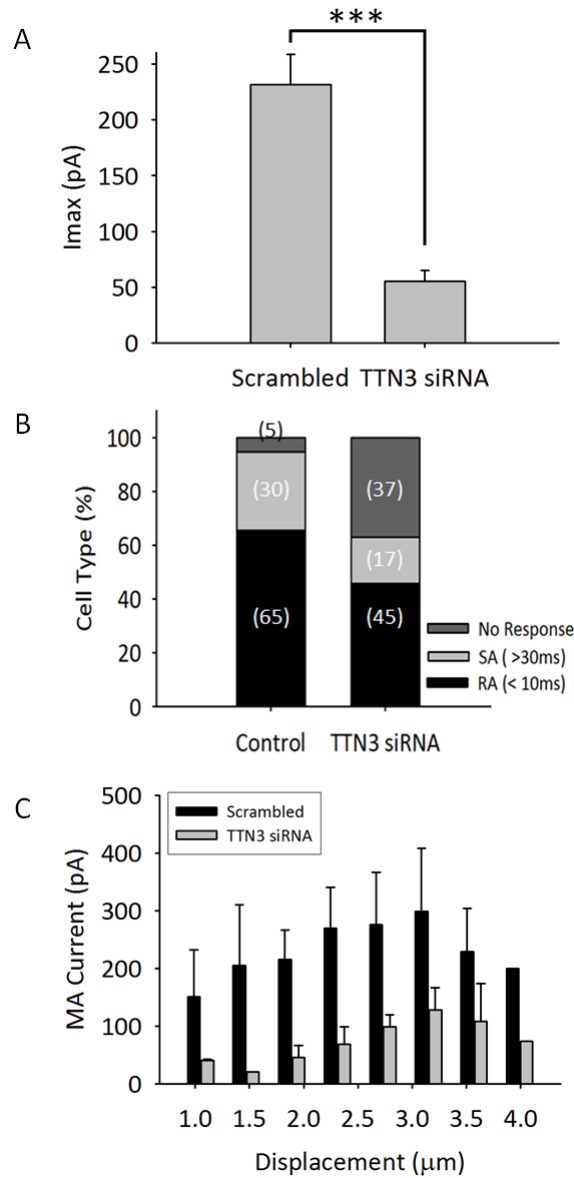 A
***
Imax (pA)
250
200
150
100
50
0
Scrambled TTN3 siRNA
B
Cell Type (%)
100
80
60
40
20
0
(5)
(30)
(65)
(37)
(17)
(45)
No Response
SA ( >30ms)
RA (< 10ms)
Control TTN3 siRNA
C
MA Current (pA)
500
400
300
200
100
0
Scrambled
TTN3 siRNA
1.0 1.5 2.0 2.5 3.0 3.5 4.0
Displacement (μm)